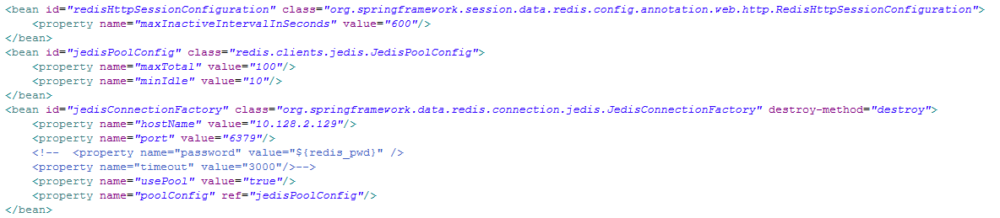 <bean id="redisHttpSessionConfiguration" class="org.springframework.session.data.redis.config.annotation.web.http.RedisHttpSessionConfiguration">
    <property name="maxInactiveIntervalInSeconds" value="600"/>
</bean>
<bean id="jedisPoolConfig" class="redis.clients.jedis.JedisPoolConfig">
    <property name="maxTotal" value="100"/>
    <property name="minIdle" value="10"/>
</bean>
<bean id="jedisConnectionFactory" class="org.springframework.data.redis.connection.jedis.JedisConnectionFactory" destroy-method="destroy">
    <property name="hostName" value="10.128.2.129"/>
    <property name="port" value="6379"/>
    <!--  <property name="password" value="${redis_pwd}" />
    <property name="timeout" value="3000"/>-->
    <property name="usePool" value="true"/>
    <property name="poolConfig" ref="jedisPoolConfig"/>
</bean>